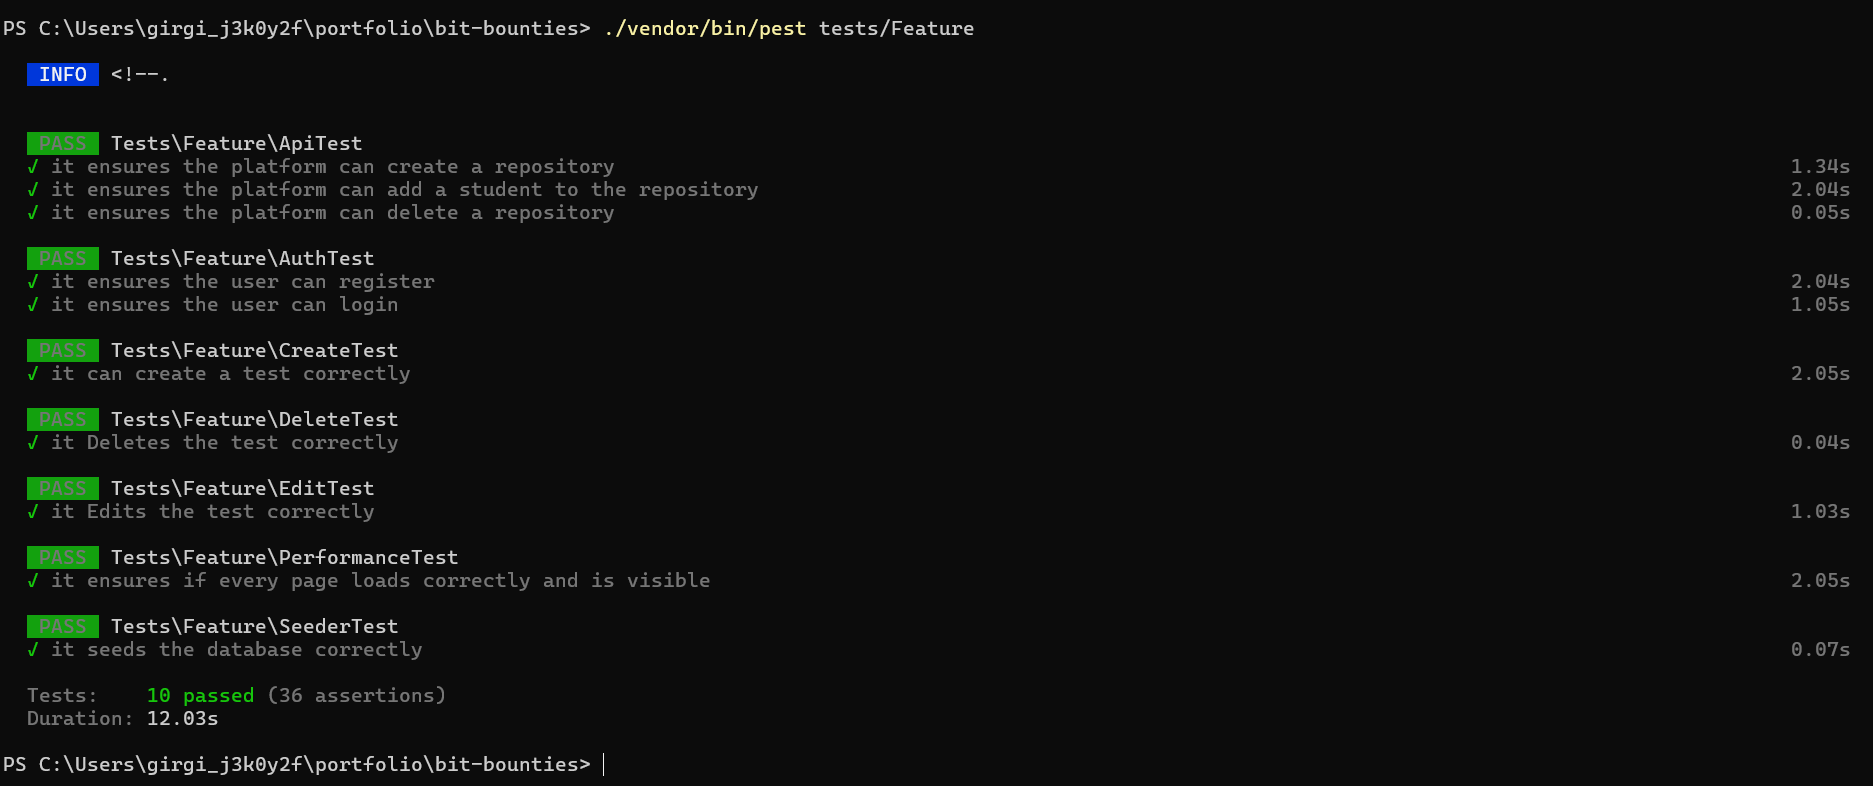 PS C:\Users\girgi_j3k0y2f\portfolio\bit-bounties> ./vendor/bin/pest tests/Feature
INFO <!--.
PASS Tests\Feature\ApiTest
✓ it ensures the platform can create a repository 1.34s
✓ it ensures the platform can add a student to the repository 2.04s
✓ it ensures the platform can delete a repository 0.05s
PASS Tests\Feature\AuthTest
✓ it ensures the user can register 2.04s
✓ it ensures the user can login 1.05s
PASS Tests\Feature\CreateTest
✓ it can create a test correctly 2.05s
PASS Tests\Feature\DeleteTest
✓ it Deletes the test correctly 0.04s
PASS Tests\Feature\EditTest
✓ it Edits the test correctly 1.03s
PASS Tests\Feature\PerformanceTest
✓ it ensures if every page loads correctly and is visible 2.05s
PASS Tests\Feature\SeederTest
✓ it seeds the database correctly 0.07s
Tests: 10 passed (36 assertions)
Duration: 12.03s
PS C:\Users\girgi_j3k0y2f\portfolio\bit-bounties>